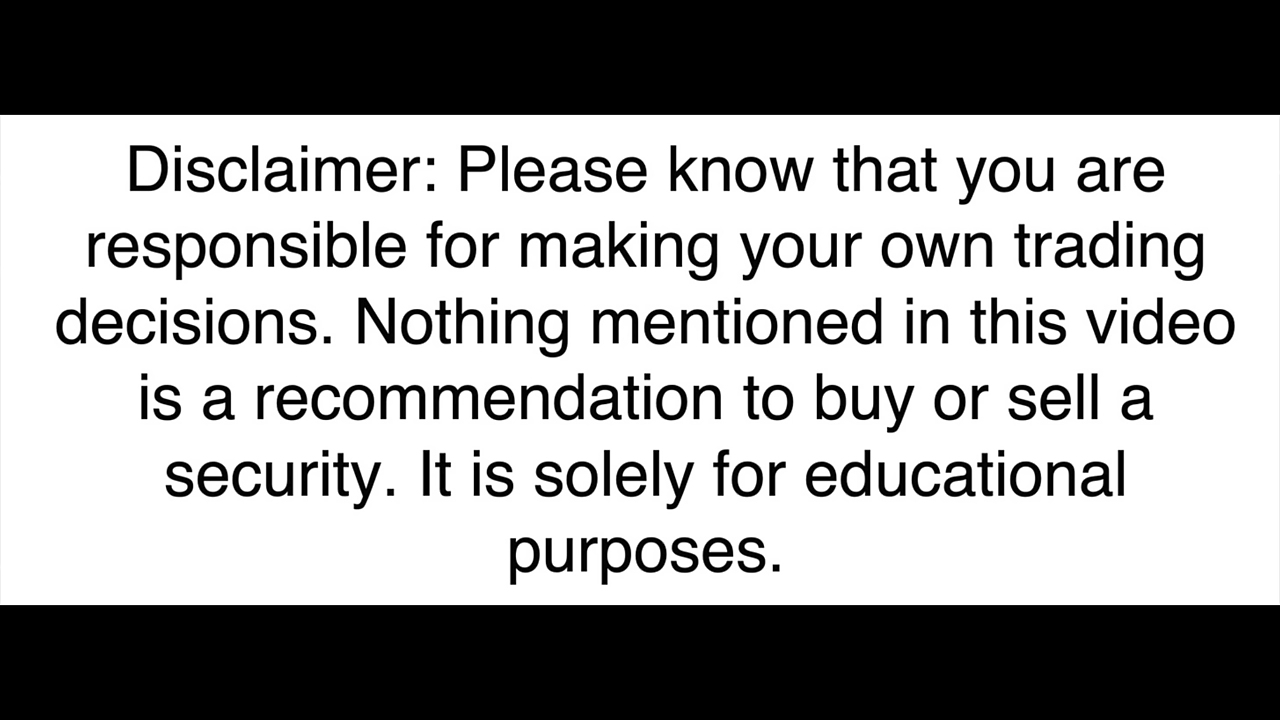 Disclaimer: Please know that you are
responsible for making your own trading
decisions. Nothing mentioned in this video
is a recommendation to buy or sell a
security. It is solely for educational
purposes.